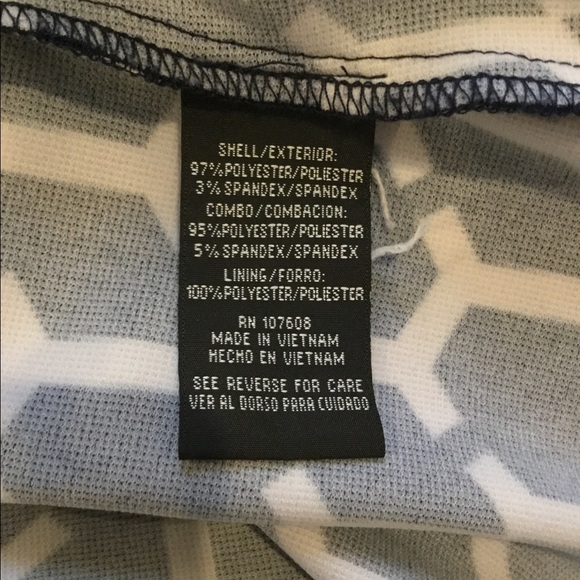 SHELL/EXTERIOR:
97%POLYESTER/POLIESTER
3%SPANDEX/SPANDEX
COMBO/COMBACION:
95%POLYESTER/POLIESTER
5%SPANDEX/SPANDEX
LINING/FORRO:
100%POLYESTER/POLIESTER
RN 107608
MADE IN VIETNAM
HECHO EN VIETNAM
SEE REVERSE FOR CARE
VER AL DORSO PARA CUIDADO